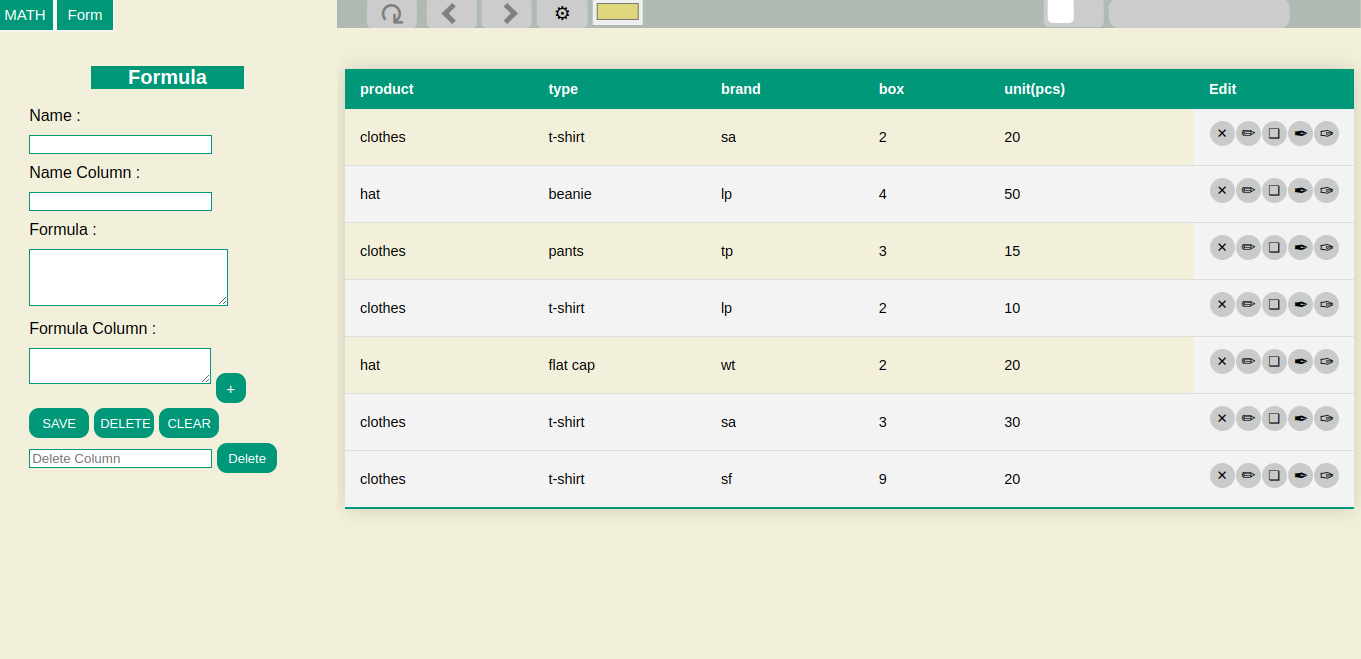 MATH Form
Formula
Name :
Name Column :
Formula :
Formula Column :
+
SAVE DELETE CLEAR
Delete Column Delete
product type brand box unit(pcs) Edit
clothes t-shirt sa 2 20
hat beanie lp 4 50
clothes pants tp 3 15
clothes t-shirt lp 2 10
hat flat cap wt 2 20
clothes t-shirt sa 3 30
clothes t-shirt sf 9 20